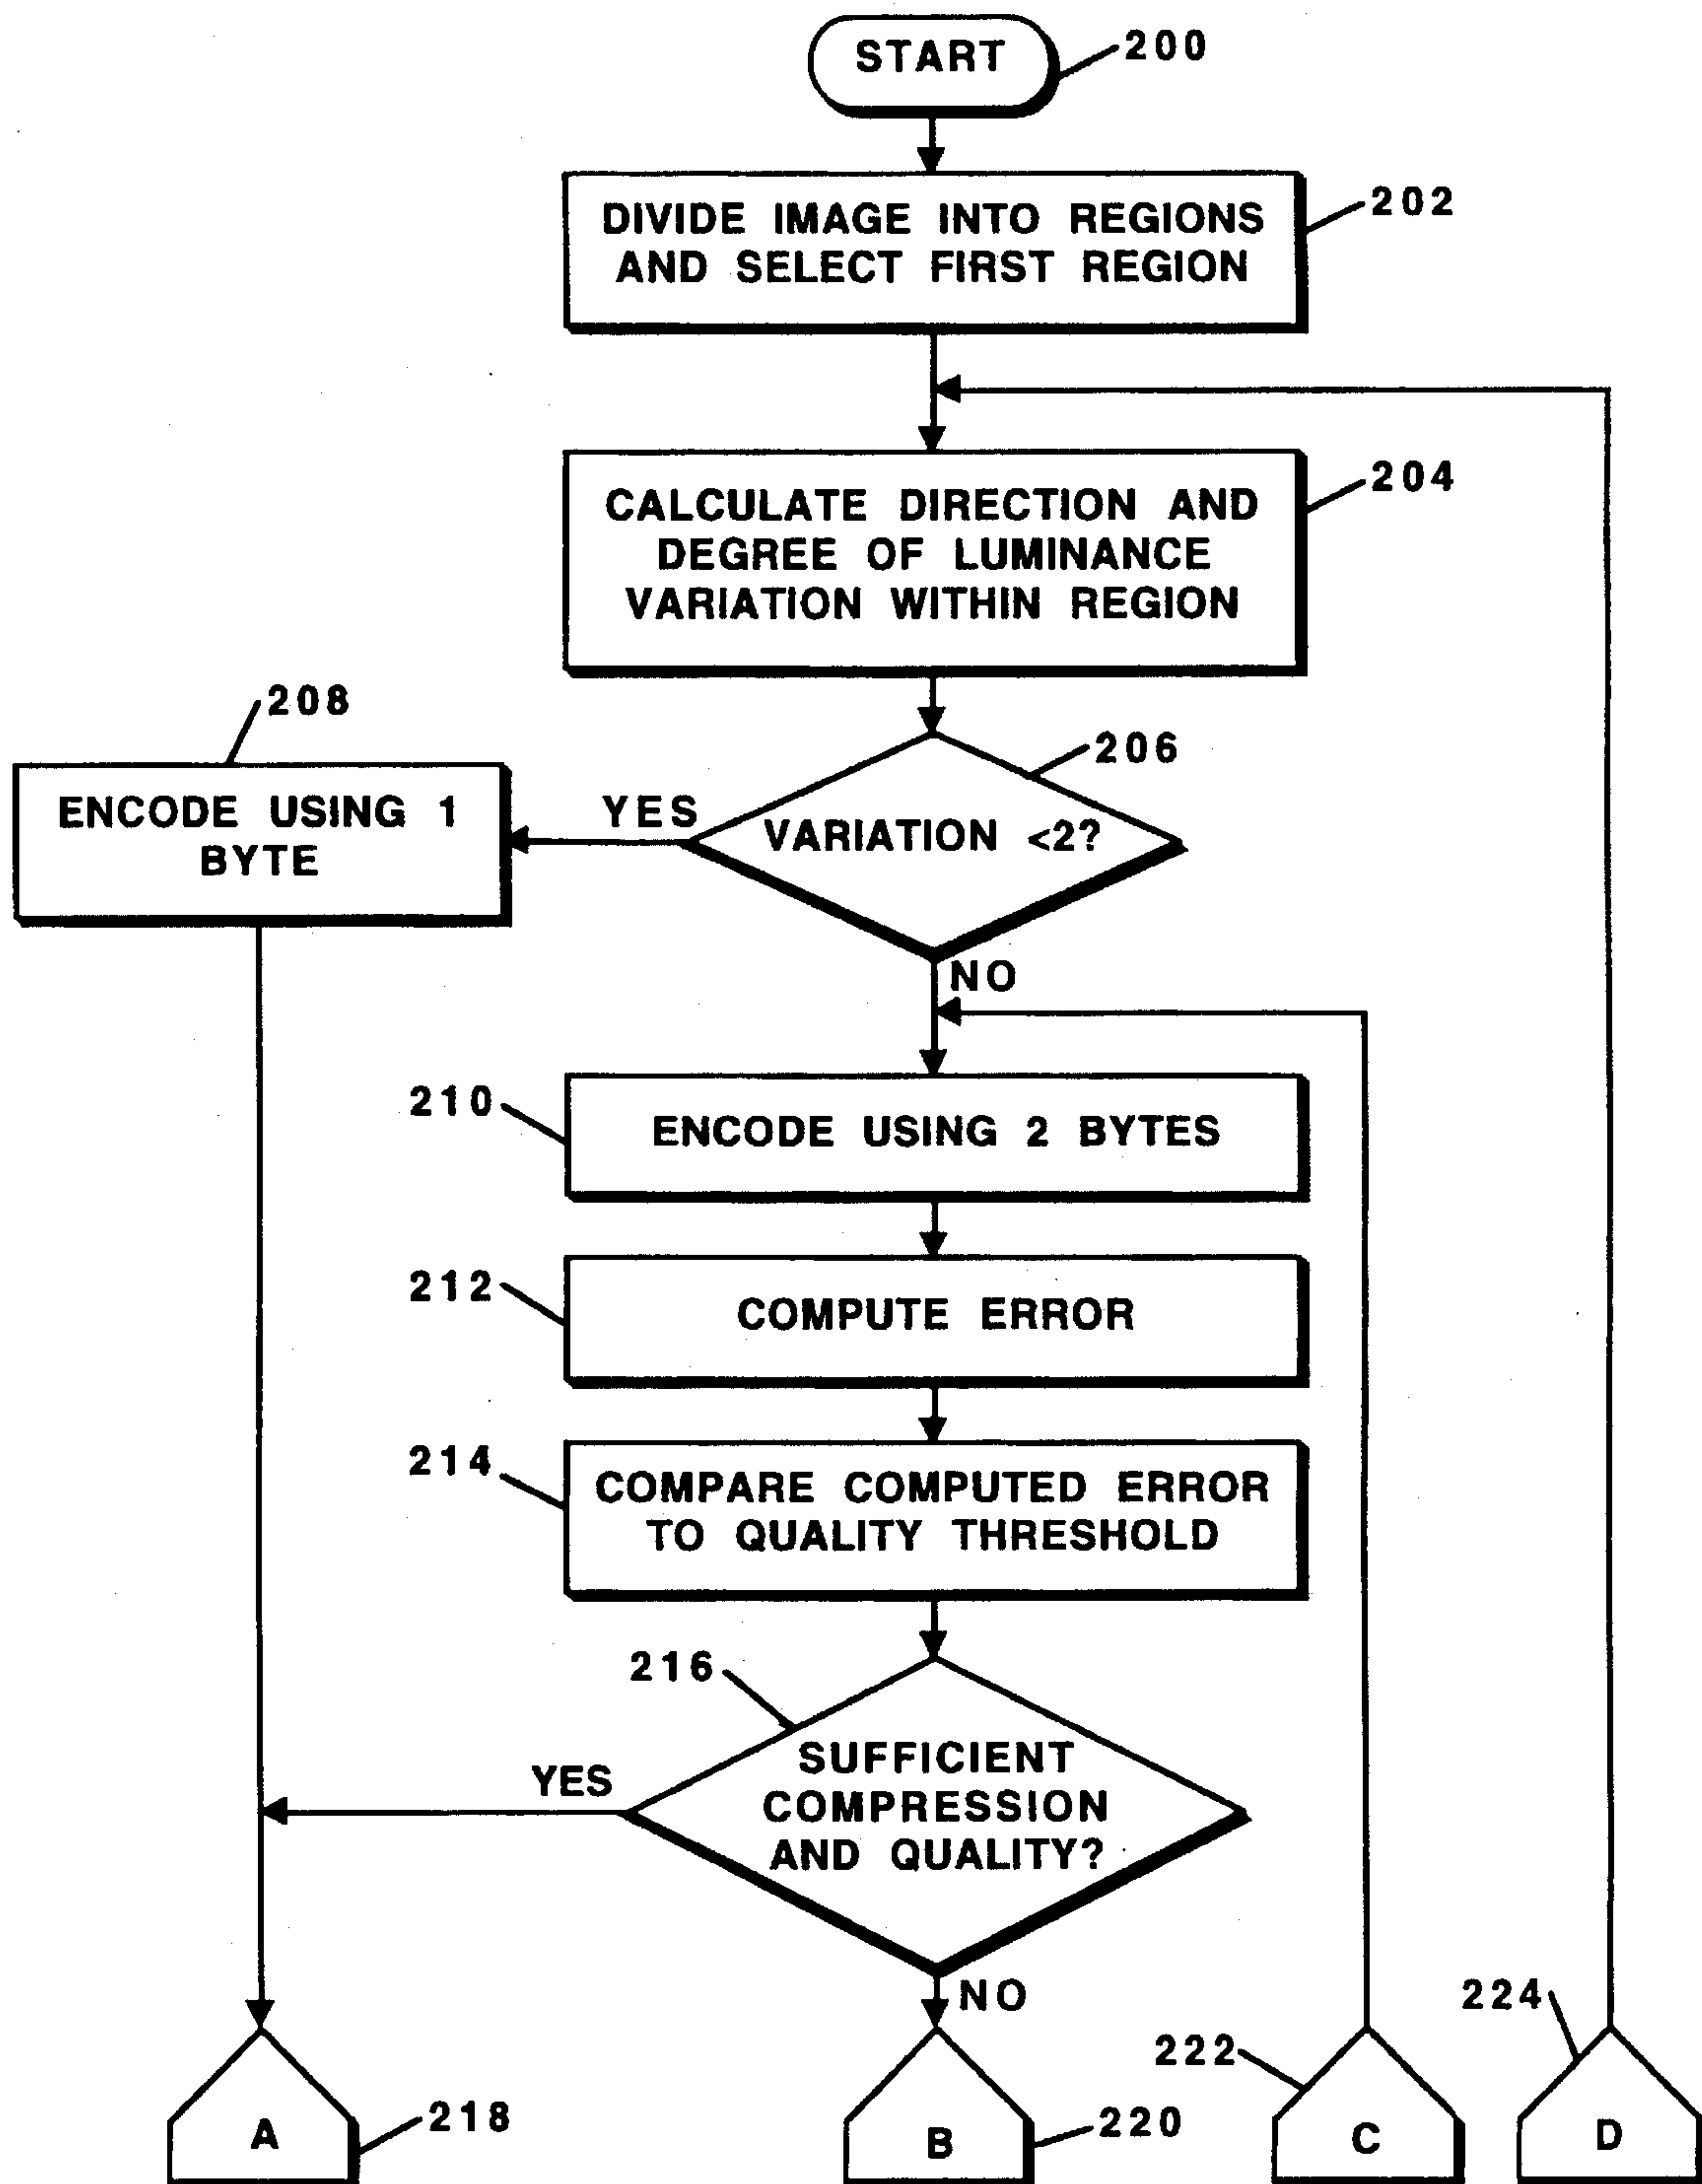 START
200
DIVIDE IMAGE INTO REGIONS
AND SELECT FIRST REGION
202
CALCULATE DIRECTION AND
DEGREE OF LUMINANCE
VARIATION WITHIN REGION
204
208
206
ENCODE USING 1
BYTE
YES
VARIATION <2?
NO
210
ENCODE USING 2 BYTES
212
COMPUTE ERROR
214
COMPARE COMPUTED ERROR
TO QUALITY THRESHOLD
216
YES
SUFFICIENT
COMPRESSION
AND QUALITY?
NO
224
222
A
218
B
220
C
D